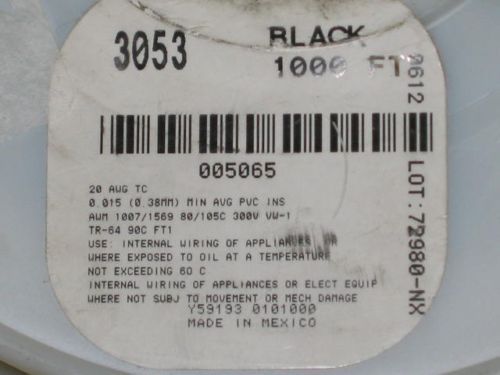 3053 BLACK
1000 FT
005065
20 AWG TC
0.015 (0.38MM) MIN AVG PVC INS
AWM 1007/1569 80/105C 300V VW-1
TR-64 90C FT1
USE: INTERNAL WIRING OF APPLIANCES OR
WHERE EXPOSED TO OIL AT A TEMPERATURE
NOT EXCEEDING 60 C
INTERNAL WIRING OF APPLIANCES OR ELECT EQUIP
WHERE NOT SUBJ TO MOVEMENT OR MECH DAMAGE
Y59193 0101000
MADE IN MEXICO
0612 LOT:72980-NX